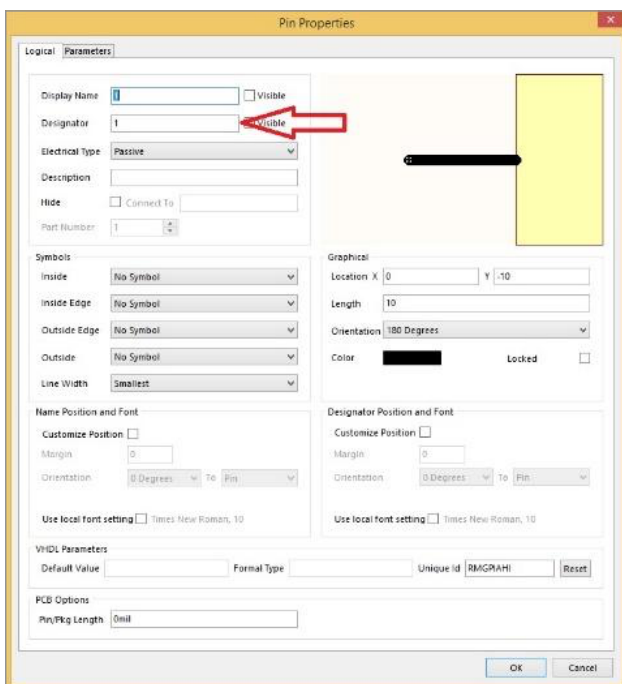 Pin Properties
Logical Parameters
Display Name Visible
Designator 1 Visible
Electrical Type Passive
Description
Hide Connect To
Part Number 1
Symbols
Inside No Symbol
Inside Edge No Symbol
Outside Edge No Symbol
Outside No Symbol
Line Width Smallest
Graphical
Location X 0 Y -10
Length 10
Orientation 180 Degrees
Color Locked
Name Position and Font
Customize Position
Margin 0
Orientation 0 Degrees To Pin
Use local font setting Times New Roman, 10
Designator Position and Font
Customize Position
Margin 0
Orientation 0 Degrees To Pin
Use local font setting Times New Roman, 10
VHDL Parameters
Default Value Formal Type Unique Id RMGPIAHI Reset
PCB Options
Pin/Pkg Length 0mil
OK Cancel